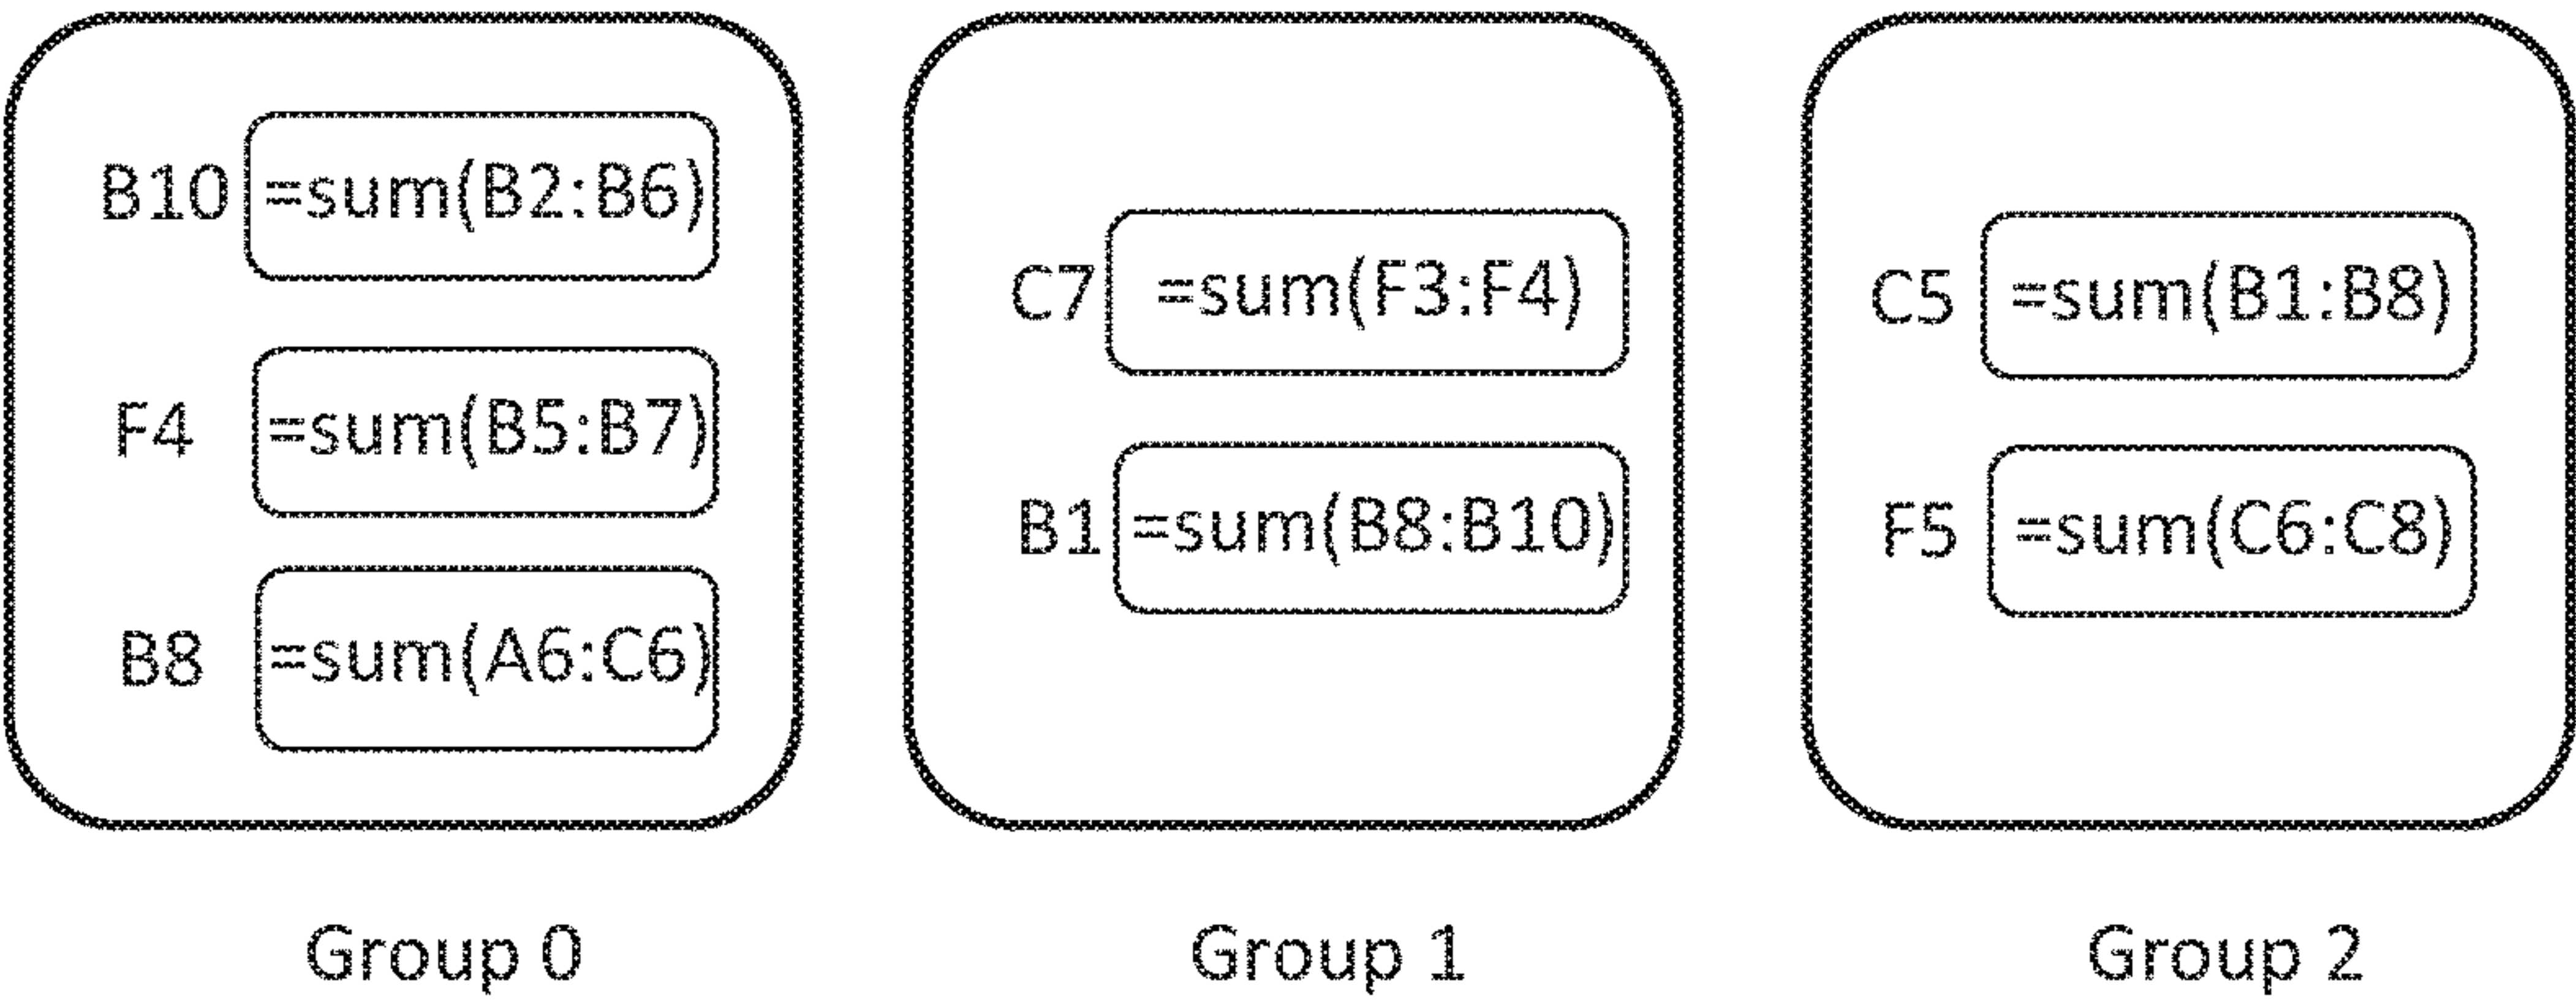 B10 =sum(B2:B6)
F4 =sum(B5:B7)
B8 =sum(A6:C6)
Group 0
C7 =sum(F3:F4)
B1 =sum(B8:B10)
Group 1
C5 =sum(B1:B8)
F5 =sum(C6:C8)
Group 2